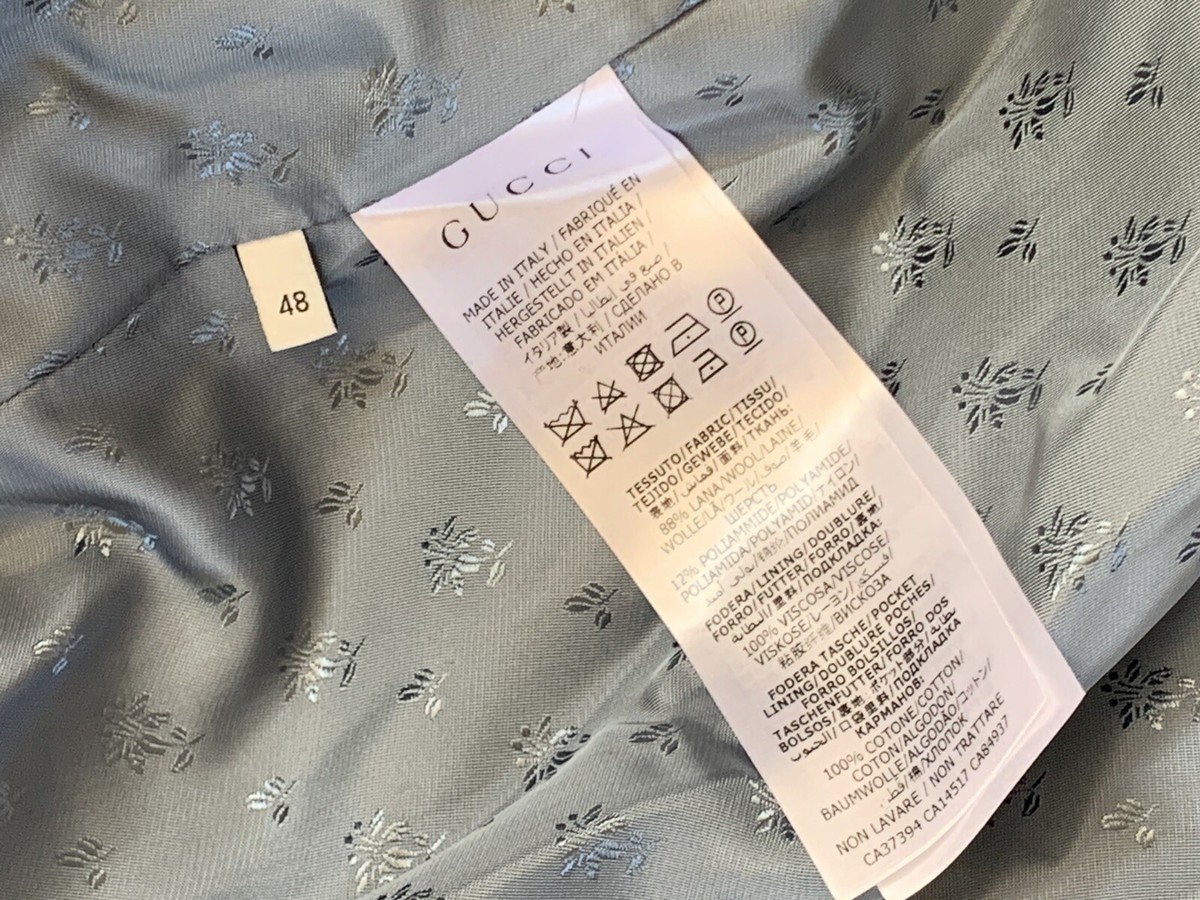 48
GUCCI
MADE IN ITALY / FABRIQUÉ EN
ITALIE / HECHO EN ITALIA /
HERGESTELLT IN ITALIEN /
FABRICADO EM ITÁLIA /
イタリア製 / صنع في إيطاليا /
产地:意大利 / СДЕЛАНО В
ИТАЛИИ
P
P
TESSUTO/FABRIC/TISSU/
TEJIDO/GEWEBE/TECIDO/
表地/قماش/面料/ТКАНЬ:
88% LANA/WOOL/LAINE/
WOLLE/LÃ/ウール/صوف/羊毛/
ШЕРСТЬ
12% POLIAMMIDE/POLYAMIDE/
POLIAMIDA/POLYAMID/ナイロン/
锦纶/ПОЛИАМИД
FODERA/LINING/DOUBLURE/
FORRO/FUTTER/FORRO/裏地/
البطانة/里料/ПОДКЛАДКА:
100% VISCOSA/VISCOSE/
VISKOSE/レーヨン/فسكوز/
粘胶纤维/ВИСКОЗА
FODERA TASCHE/POCKET
LINING/DOUBLURE POCHES/
FORRO BOLSILLOS/
TASCHENFUTTER/FORRO DOS
BOLSOS/裏地 ポケット部分/بطانة
الجيوب/口袋里料/ПОДКЛАДКА
КАРМАНОВ:
100% COTONE/COTTON/
COTON/ALGODON/
BAUMWOLLE/ALGODÃO/コットン/
قطن/棉/ХЛОПОК
NON LAVARE / NON TRATTARE
CA37394 CA14517 CA84937